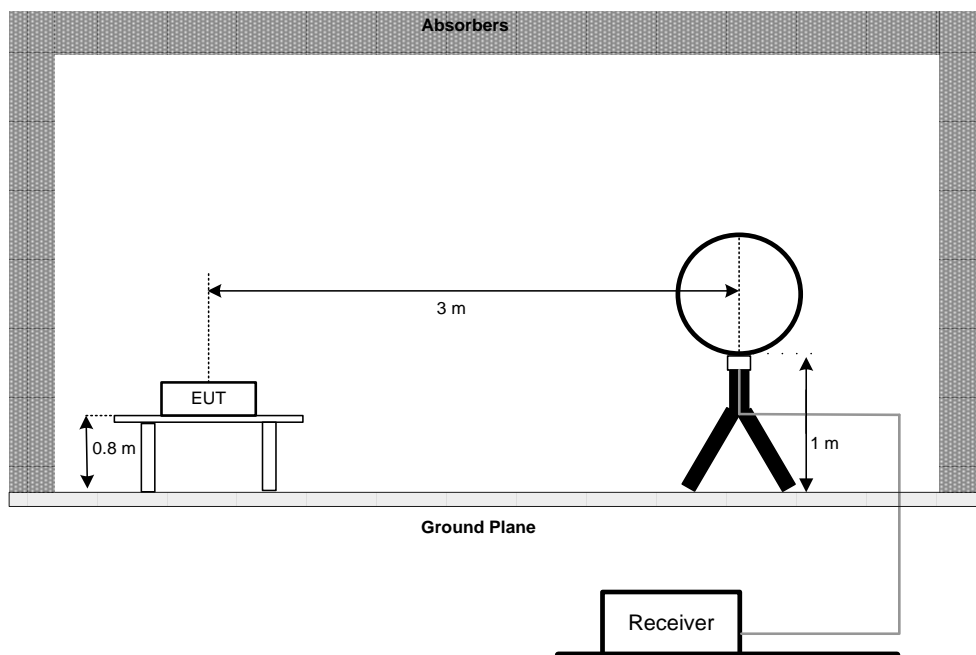 Absorbers
3 m
EUT
0.8 m
1 m
Ground Plane
Receiver